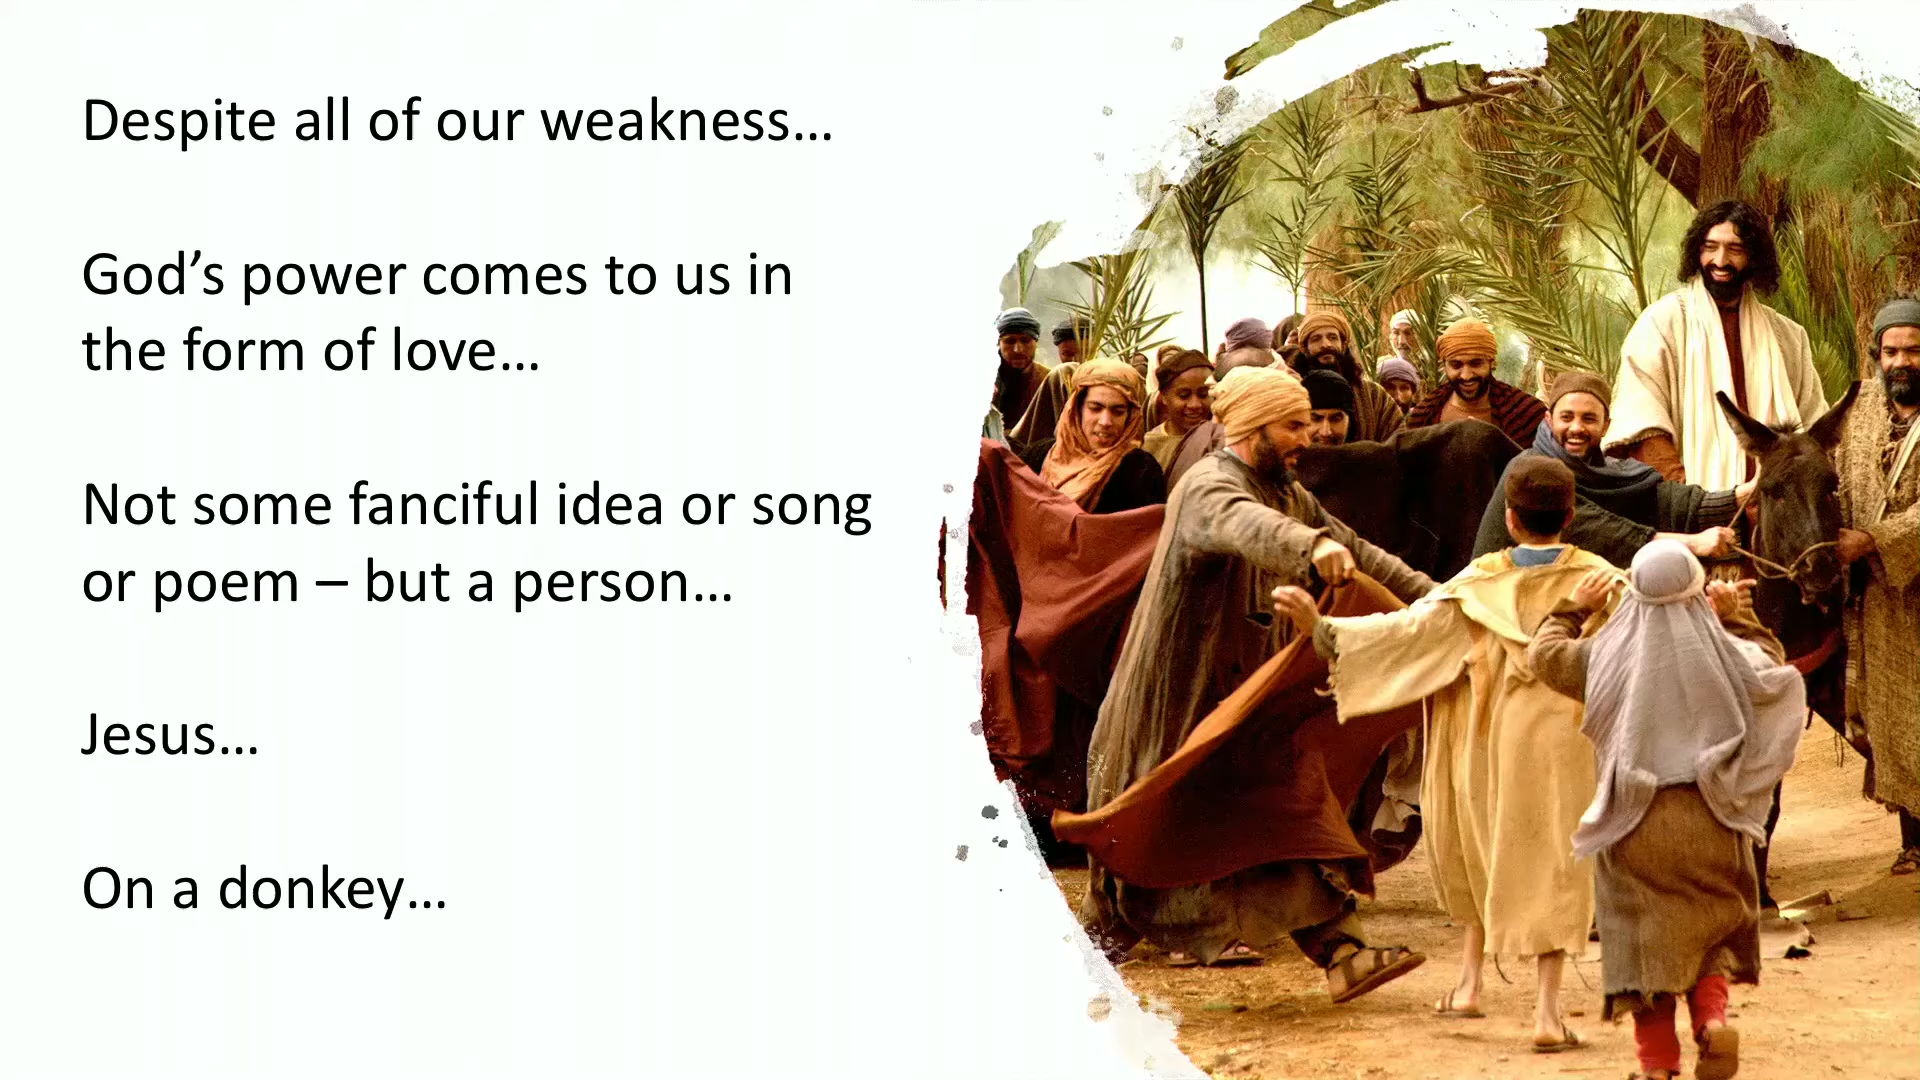 Despite all of our weakness…
God’s power comes to us in
the form of love…
Not some fanciful idea or song
or poem – but a person…
Jesus…
On a donkey…